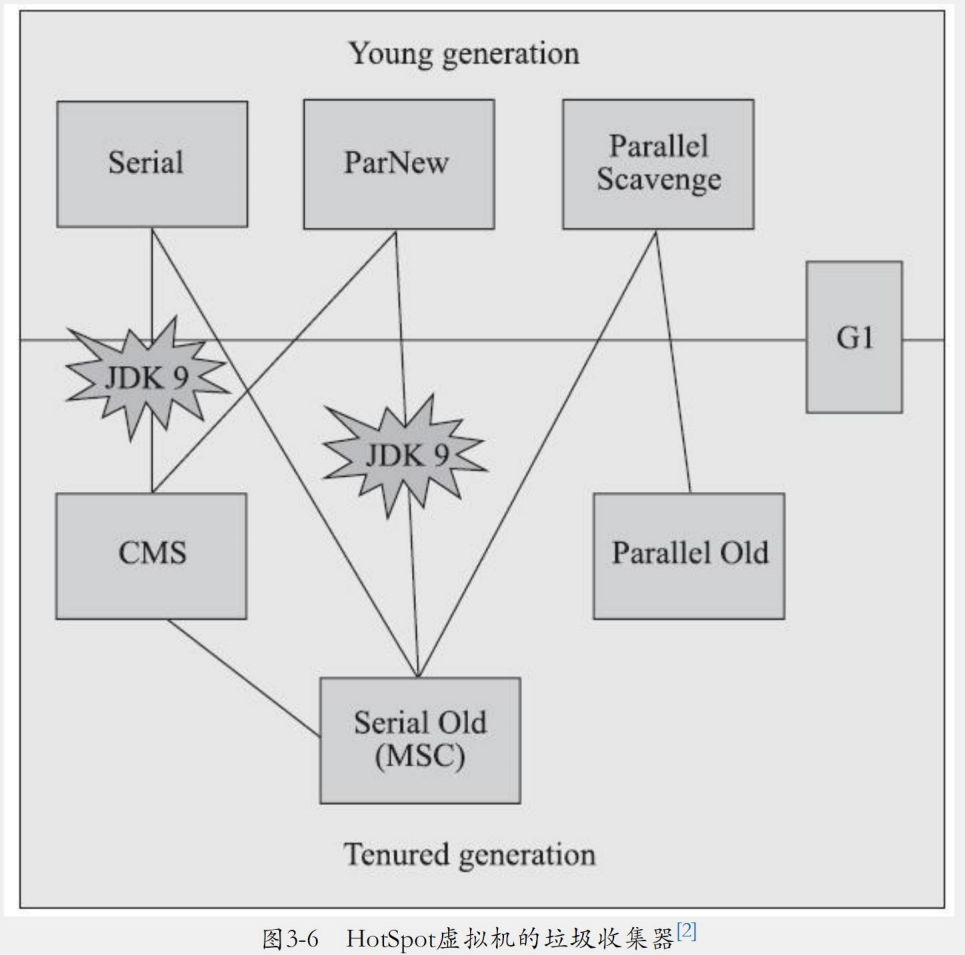 Young generation
Serial
ParNew
Parallel
Scavenge
G1
JDK 9
JDK 9
CMS
Parallel Old
Serial Old
(MSC)
Tenured generation
图3-6 HotSpot虚拟机的垃圾收集器[2]